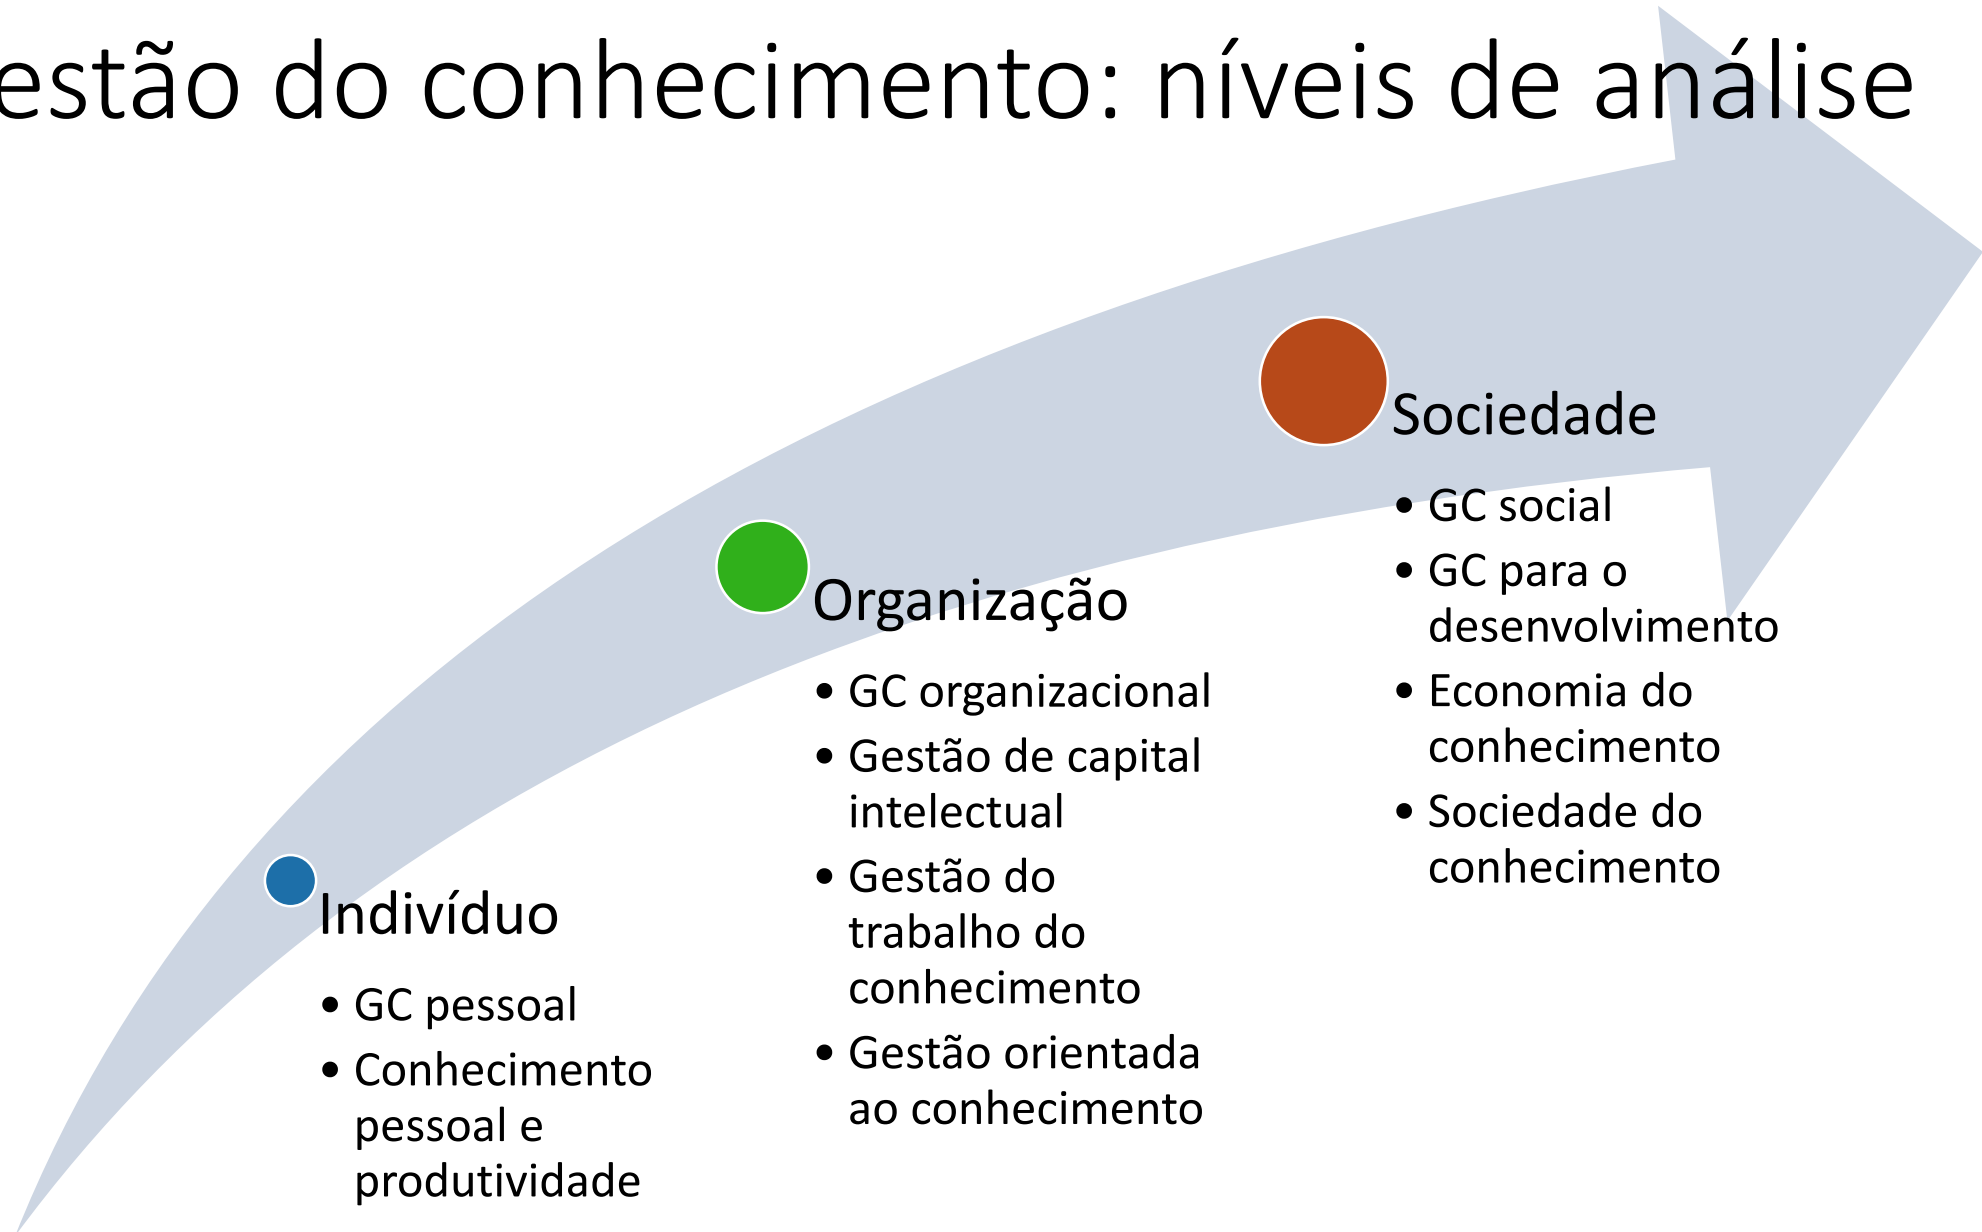 estão do conhecimento: níveis de análise
Indivíduo
• GC pessoal
• Conhecimento
pessoal e
produtividade
Organização
• GC organizacional
• Gestão de capital
intelectual
• Gestão do
trabalho do
conhecimento
• Gestão orientada
ao conhecimento
Sociedade
• GC social
• GC para o
desenvolvimento
• Economia do
conhecimento
• Sociedade do
conhecimento